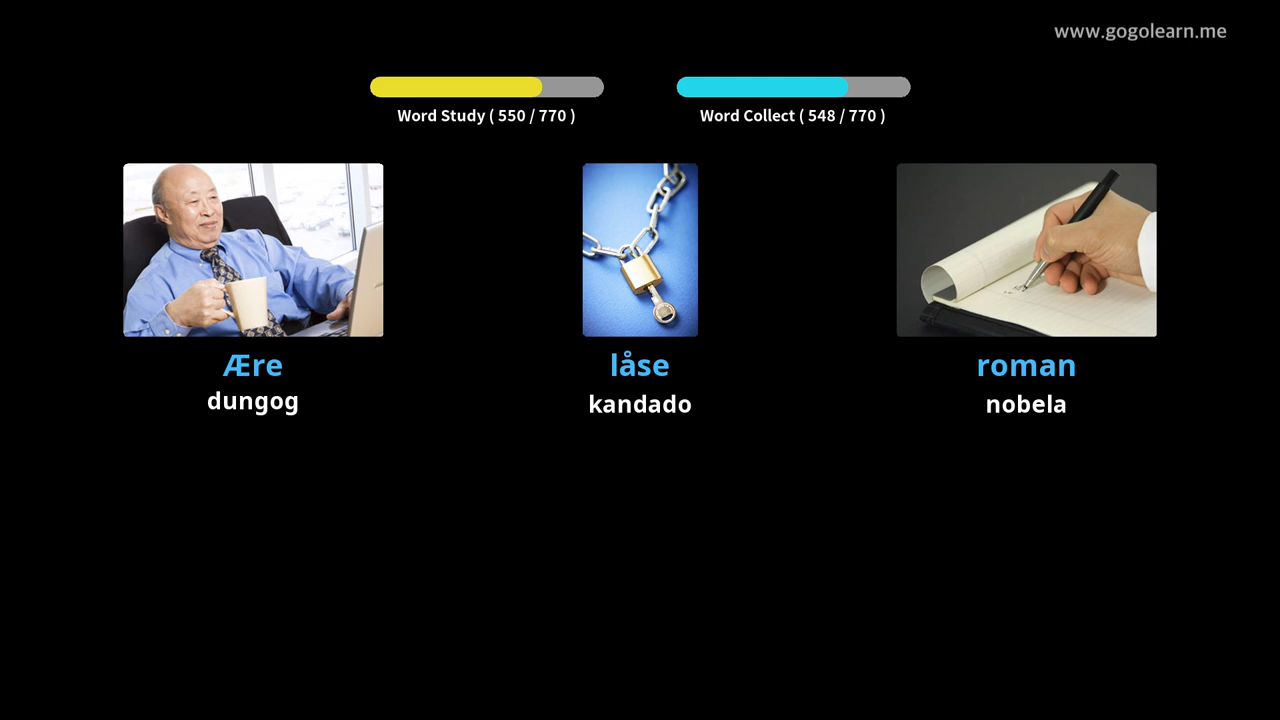 www.gogolearn.me
Word Study ( 550 / 770 )
Word Collect ( 548 / 770 )
Ære
dungog
låse
kandado
roman
nobela